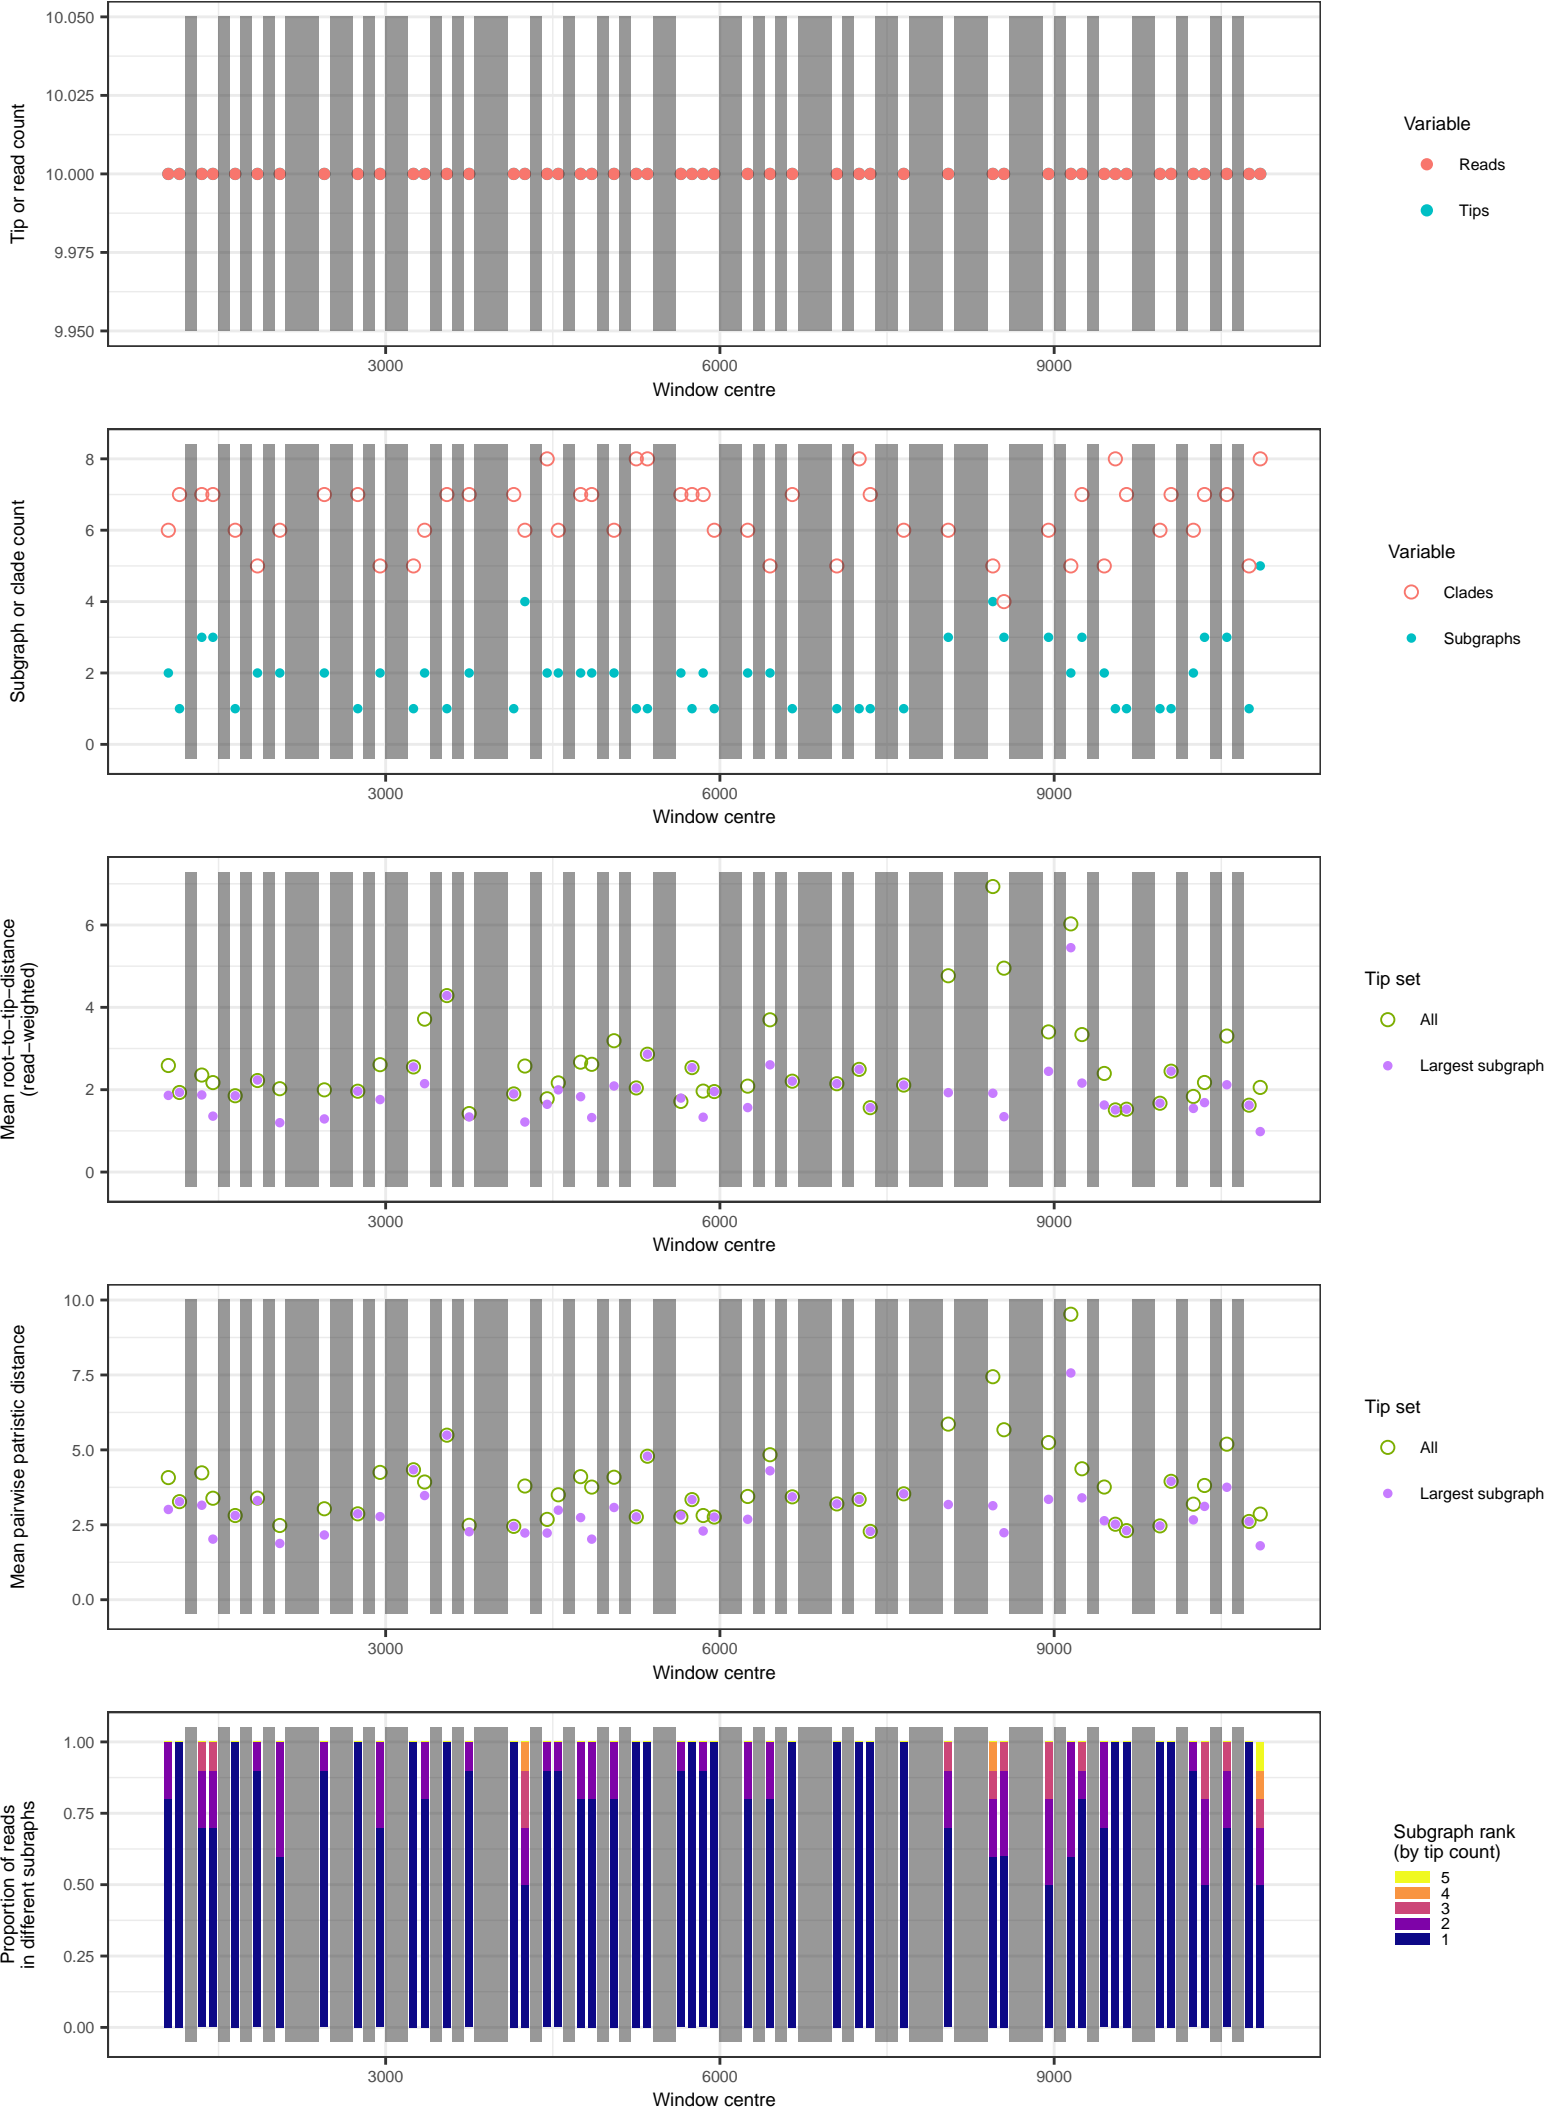 10.050
10.025
10.000
9.975
9.950
Tip or read count
3000 6000 9000
Window centre
Variable
Reads
Tips
8
6
4
2
0
Subgraph or clade count
3000 6000 9000
Window centre
Variable
Clades
Subgraphs
6
4
2
0
Mean root−to−tip−distance
(read−weighted)
3000 6000 9000
Window centre
Tip set
All
Largest subgraph
10.0
7.5
5.0
2.5
0.0
Mean pairwise patristic distance
3000 6000 9000
Window centre
Tip set
All
Largest subgraph
1.00
0.75
0.50
0.25
0.00
Proportion of reads
in different subraphs
3000 6000 9000
Window centre
Subgraph rank
(by tip count)
5
4
3
2
1